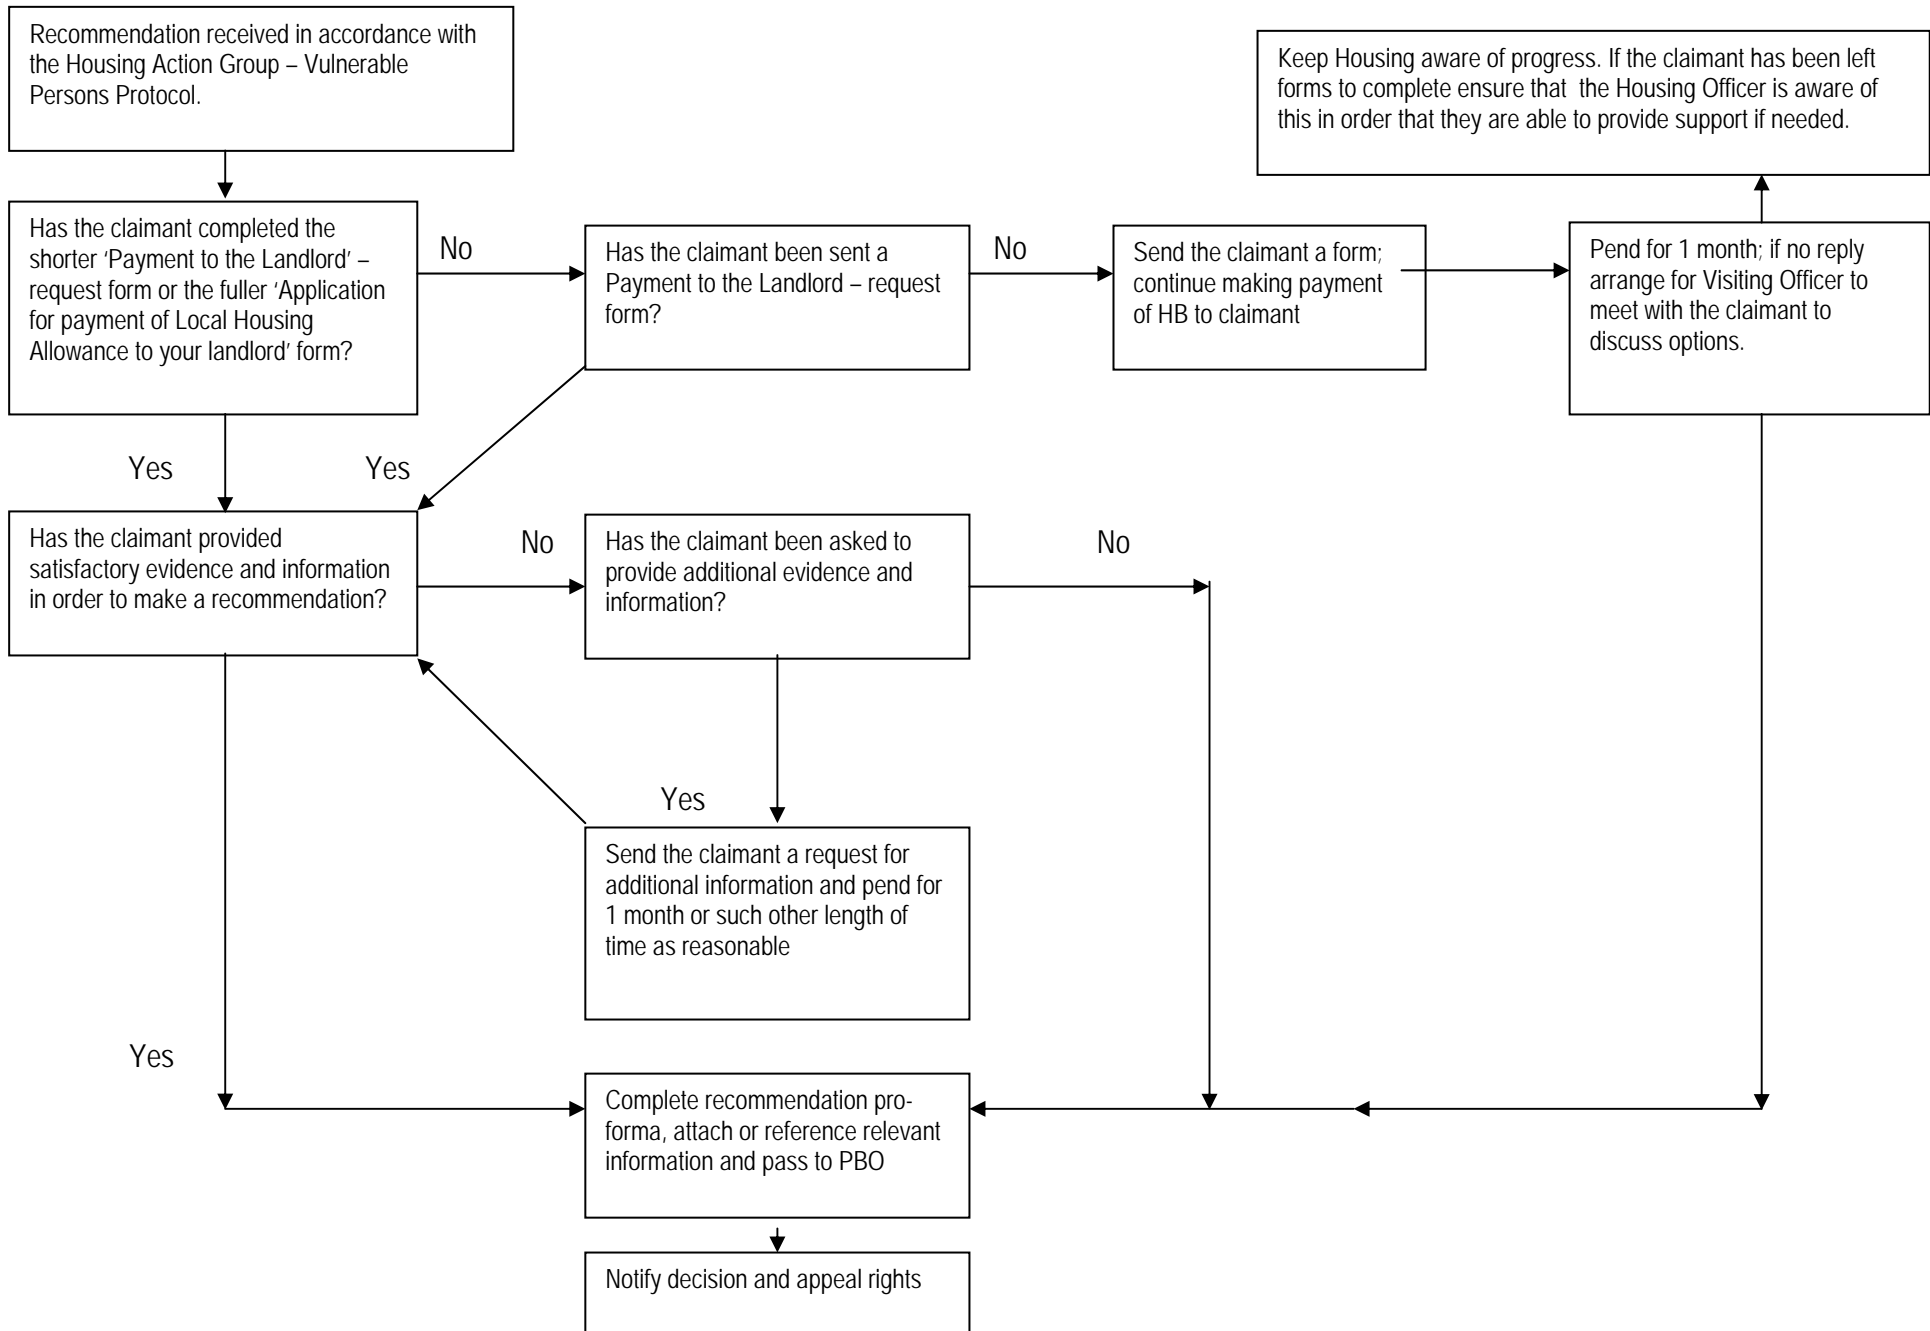 Recommendation received in accordance with
the Housing Action Group – Vulnerable
Persons Protocol.
Keep Housing aware of progress. If the claimant has been left
forms to complete ensure that  the Housing Officer is aware of
this in order that they are able to provide support if needed.
Has the claimant completed the
shorter ‘Payment to the Landlord’ –
request form or the fuller ‘Application
for payment of Local Housing
Allowance to your landlord’ form?
No
Has the claimant been sent a
Payment to the Landlord – request
form?
No
Send the claimant a form;
continue making payment
of HB to claimant
Pend for 1 month; if no reply
arrange for Visiting Officer to
meet with the claimant to
discuss options.
Yes
Yes
Has the claimant provided
satisfactory evidence and information
in order to make a recommendation?
No
Has the claimant been asked to
provide additional evidence and
information?
No
Yes
Send the claimant a request for
additional information and pend for
1 month or such other length of
time as reasonable
Yes
Complete recommendation pro-
forma, attach or reference relevant
information and pass to PBO
Notify decision and appeal rights